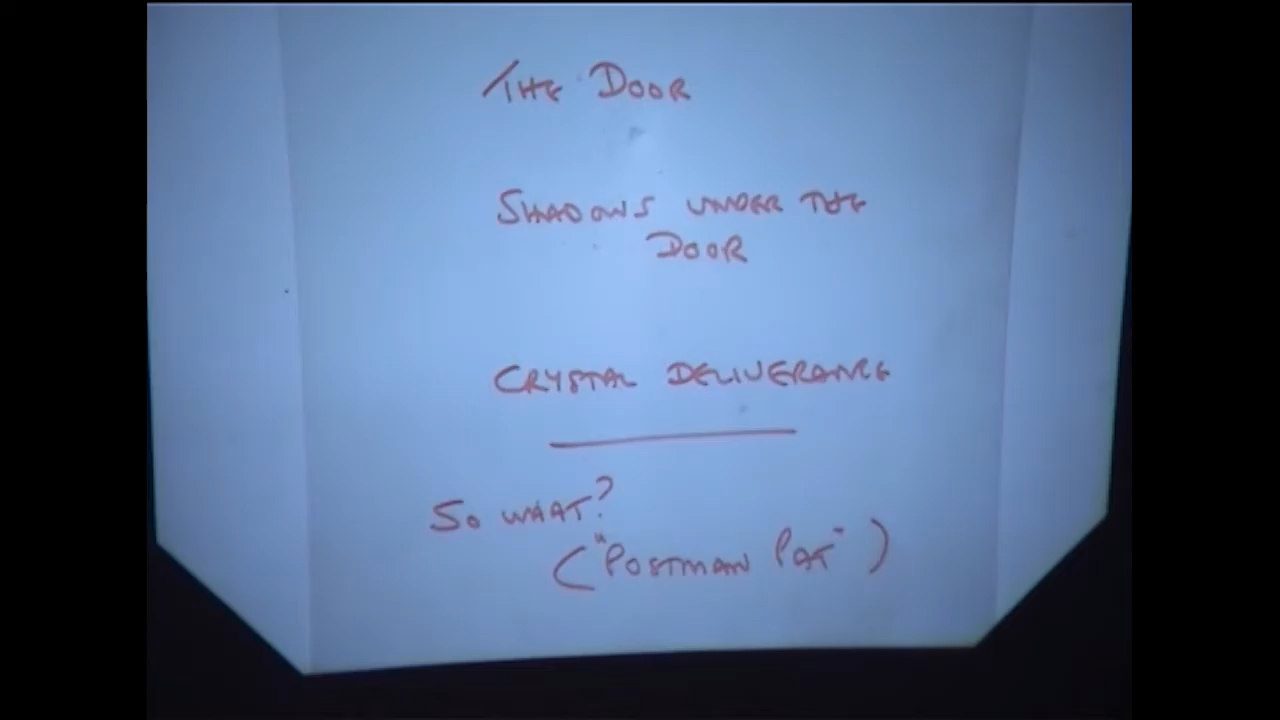 THE DOOR
SHADOWS UNDER THE
DOOR
CRYSTAL DELIVERANCE
SO WHAT?
("POSTMAN PAT")